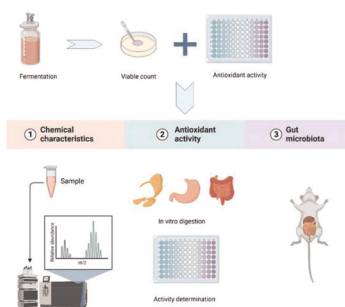 Fermentation
Viable count
Antioxidant activity
1 Chemical characteristics
2 Antioxidant activity
3 Gut microbiota
Sample
Relative abundance
M/Z
In vitro digestion
Activity determination